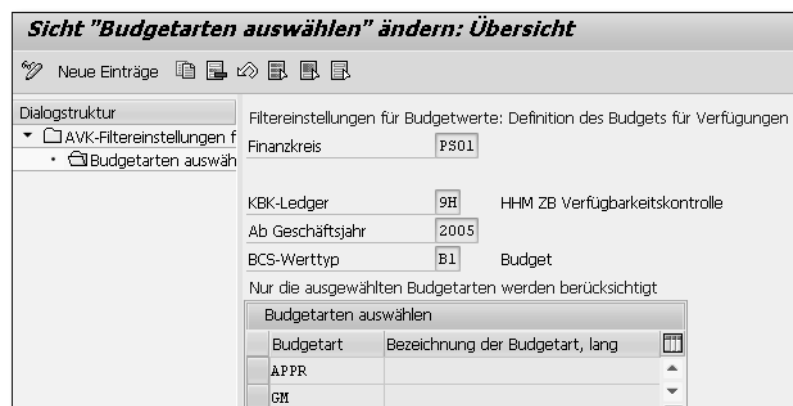 Sicht "Budgetarten auswählen" ändern: Übersicht
Neue Einträge
Dialogstruktur
AVK-Filtereinstellungen f
Budgetarten auswäh
Filtereinstellungen für Budgetwerte: Definition des Budgets für Verfügungen
Finanzkreis PS01
KBK-Ledger 9H HHM ZB Verfügbarkeitskontrolle
Ab Geschäftsjahr 2005
BCS-Werttyp B1 Budget
Nur die ausgewählten Budgetarten werden berücksichtigt
Budgetarten auswählen
Budgetart Bezeichnung der Budgetart, lang
APPR
GM